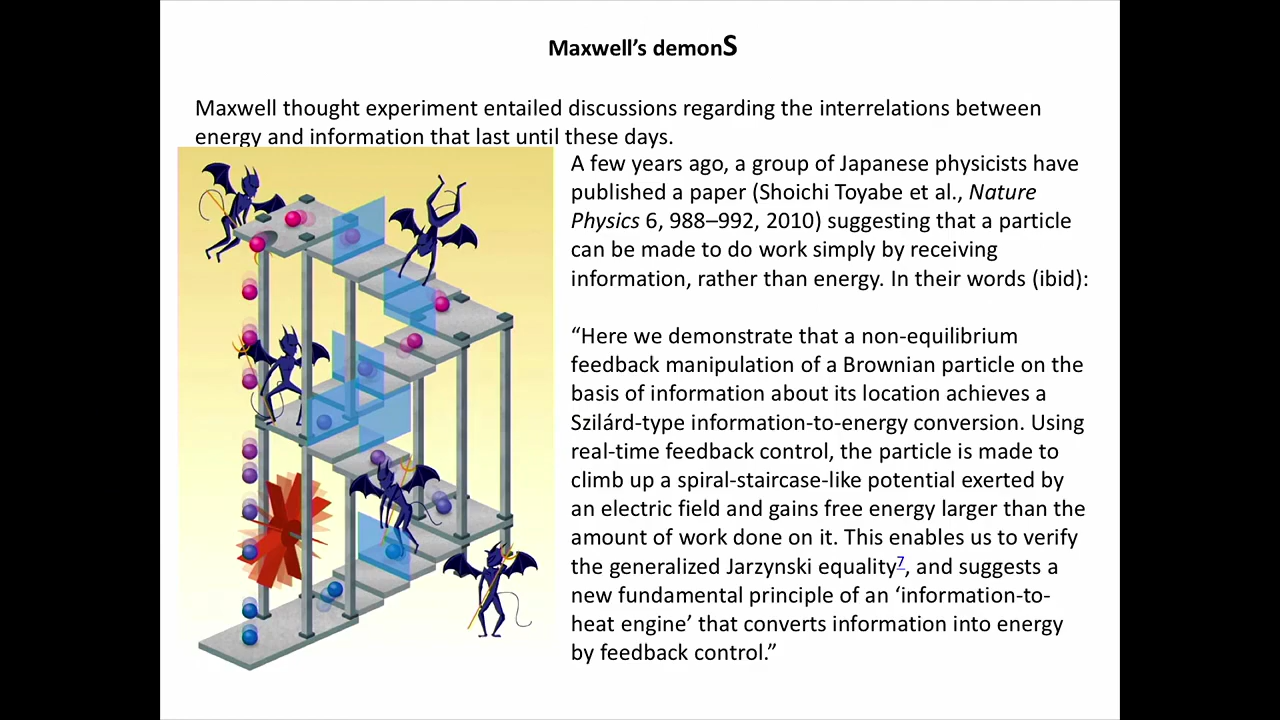 Maxwell’s demonS
Maxwell thought experiment entailed discussions regarding the interrelations between
energy and information that last until these days.
A few years ago, a group of Japanese physicists have
published a paper (Shoichi Toyabe et al., Nature
Physics 6, 988–992, 2010) suggesting that a particle
can be made to do work simply by receiving
information, rather than energy. In their words (ibid):
“Here we demonstrate that a non-equilibrium
feedback manipulation of a Brownian particle on the
basis of information about its location achieves a
Szilárd-type information-to-energy conversion. Using
real-time feedback control, the particle is made to
climb up a spiral-staircase-like potential exerted by
an electric field and gains free energy larger than the
amount of work done on it. This enables us to verify
the generalized Jarzynski equality7, and suggests a
new fundamental principle of an ‘information-to-
heat engine’ that converts information into energy
by feedback control.”